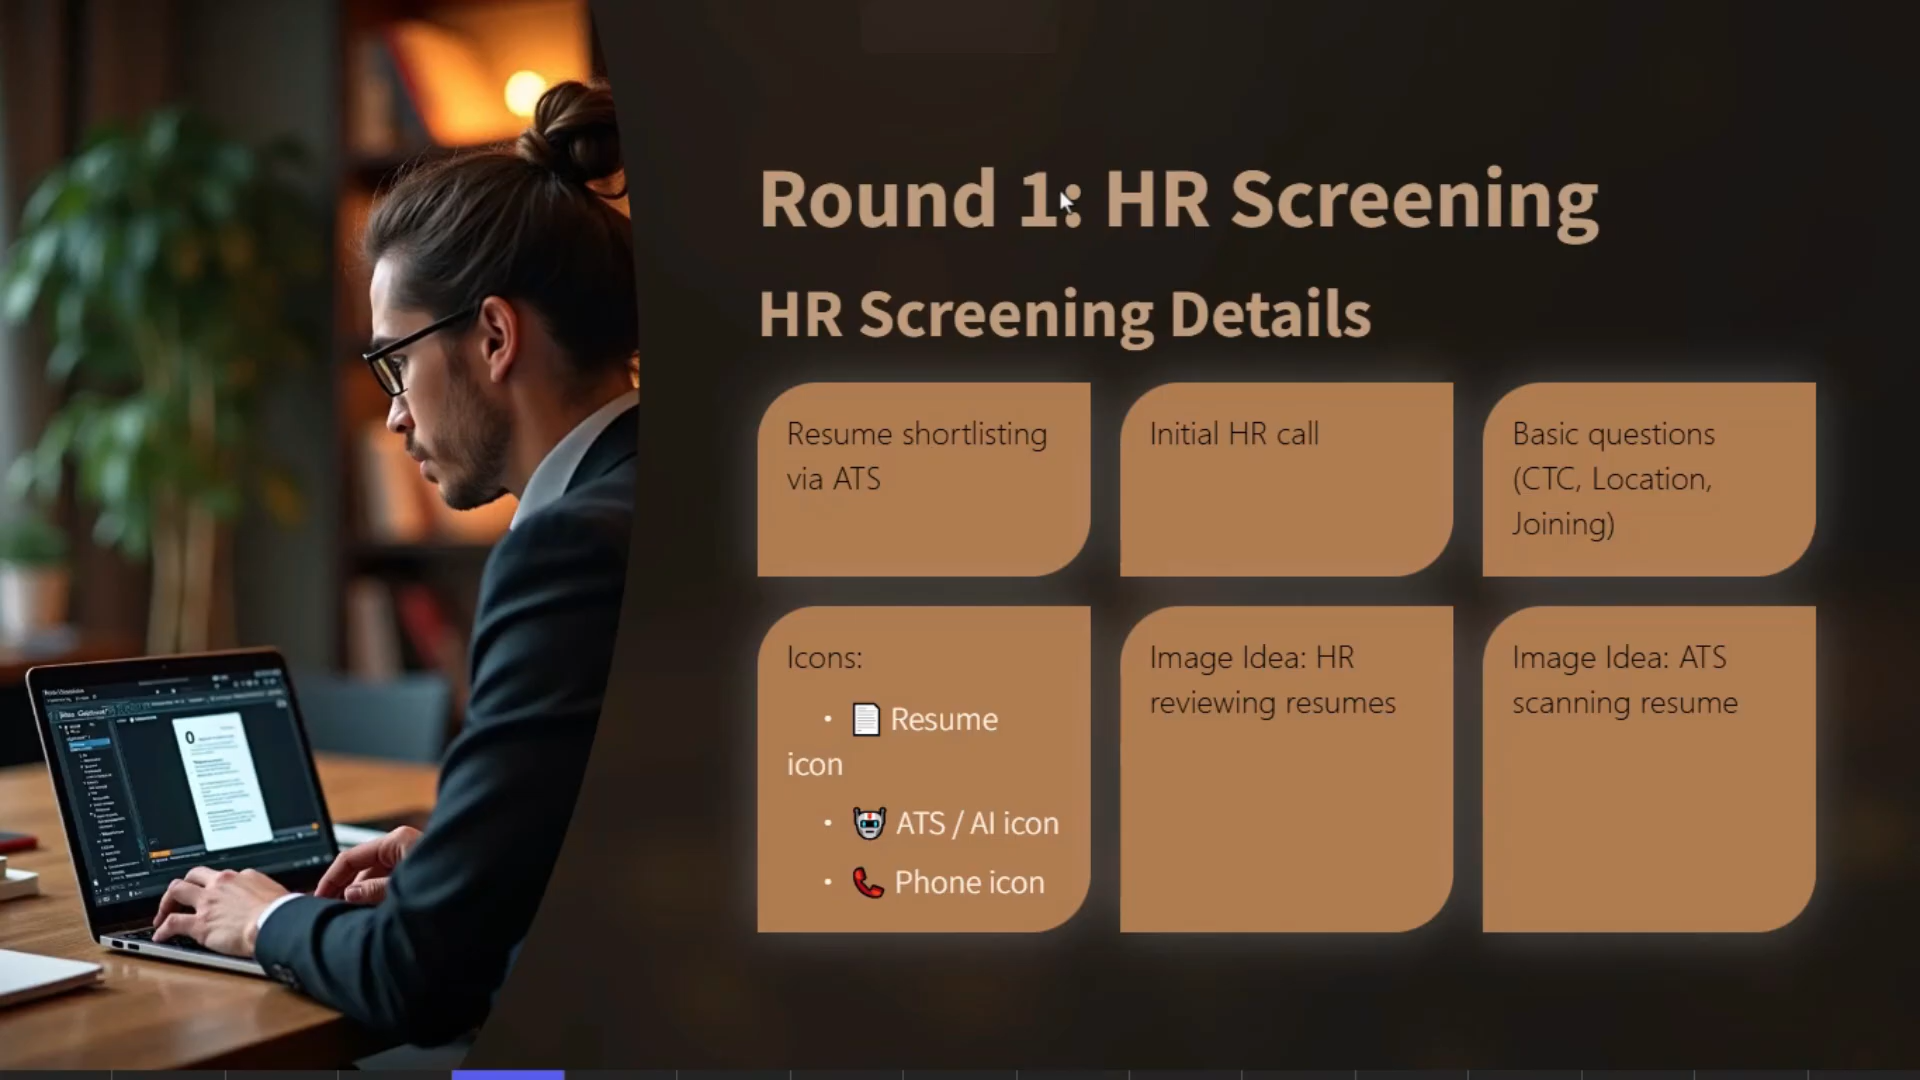 Round 1: HR Screening
HR Screening Details
Resume shortlisting
via ATS
Initial HR call
Basic questions
(CTC, Location,
Joining)
Icons:
• 📄 Resume
icon
• 🤖 ATS / AI icon
• 📞 Phone icon
Image Idea: HR
reviewing resumes
Image Idea: ATS
scanning resume